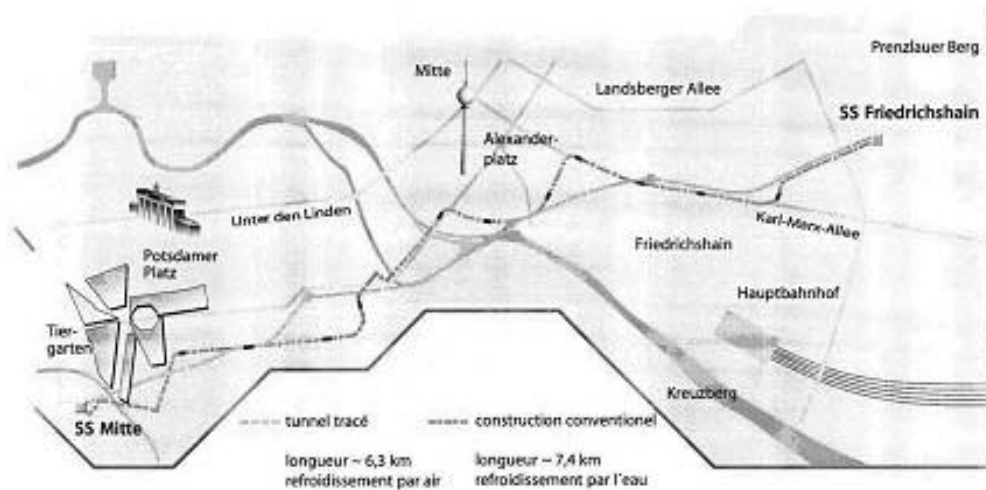 Prenzlauer Berg
Mitte
Landsberger Allee
SS Friedrichshain
Alexander-
platz
Unter den Linden
Karl-Marx-Allee
Friedrichshain
Potsdamer
Platz
Hauptbahnhof
Tier-
garten
Kreuzberg
SS Mitte
tunnel tracé
construction conventionel
longueur ~ 6,3 km
refroidissement par air
longueur ~ 7,4 km
refroidissement par l'eau